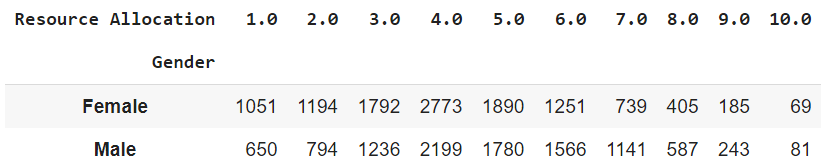 Resource Allocation 1.0 2.0 3.0 4.0 5.0 6.0 7.0 8.0 9.0 10.0
Gender
Female 1051 1194 1792 2773 1890 1251 739 405 185 69
Male 650 794 1236 2199 1780 1566 1141 587 243 81